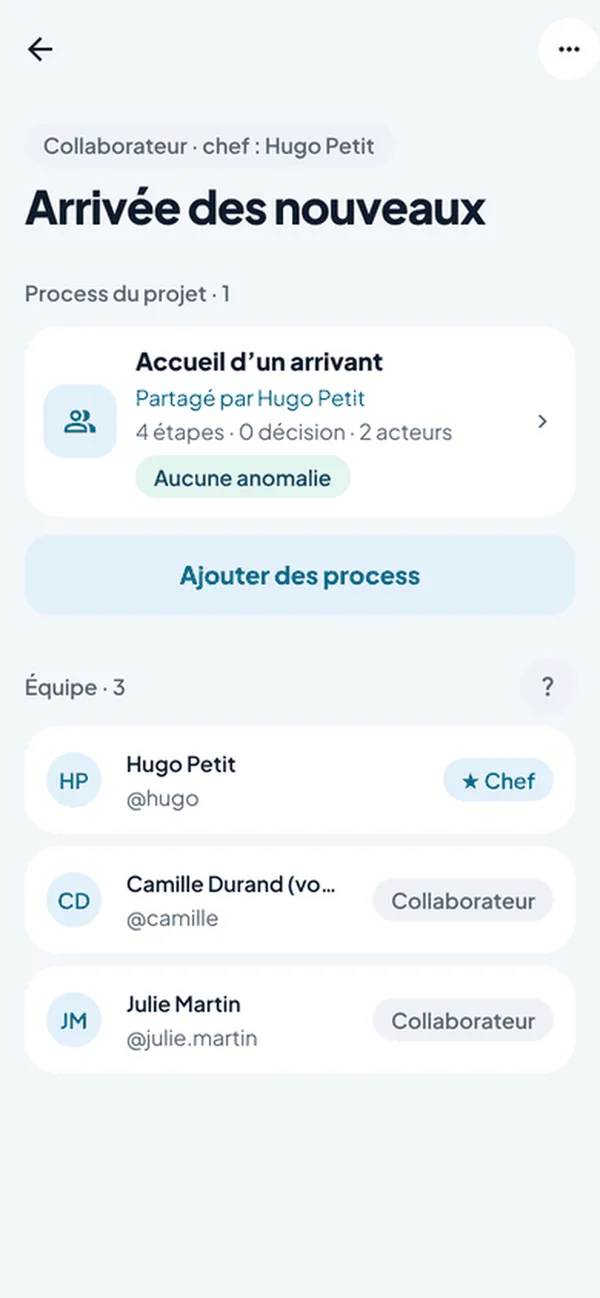 Collaborateur · chef : Hugo Petit
Arrivée des nouveaux
Process du projet · 1
Accueil d’un arrivant
Partagé par Hugo Petit
4 étapes · 0 décision · 2 acteurs
Aucune anomalie
Ajouter des process
Équipe · 3
?
HP
Hugo Petit
@hugo
★ Chef
CD
Camille Durand (vo…
@camille
Collaborateur
JM
Julie Martin
@julie.martin
Collaborateur